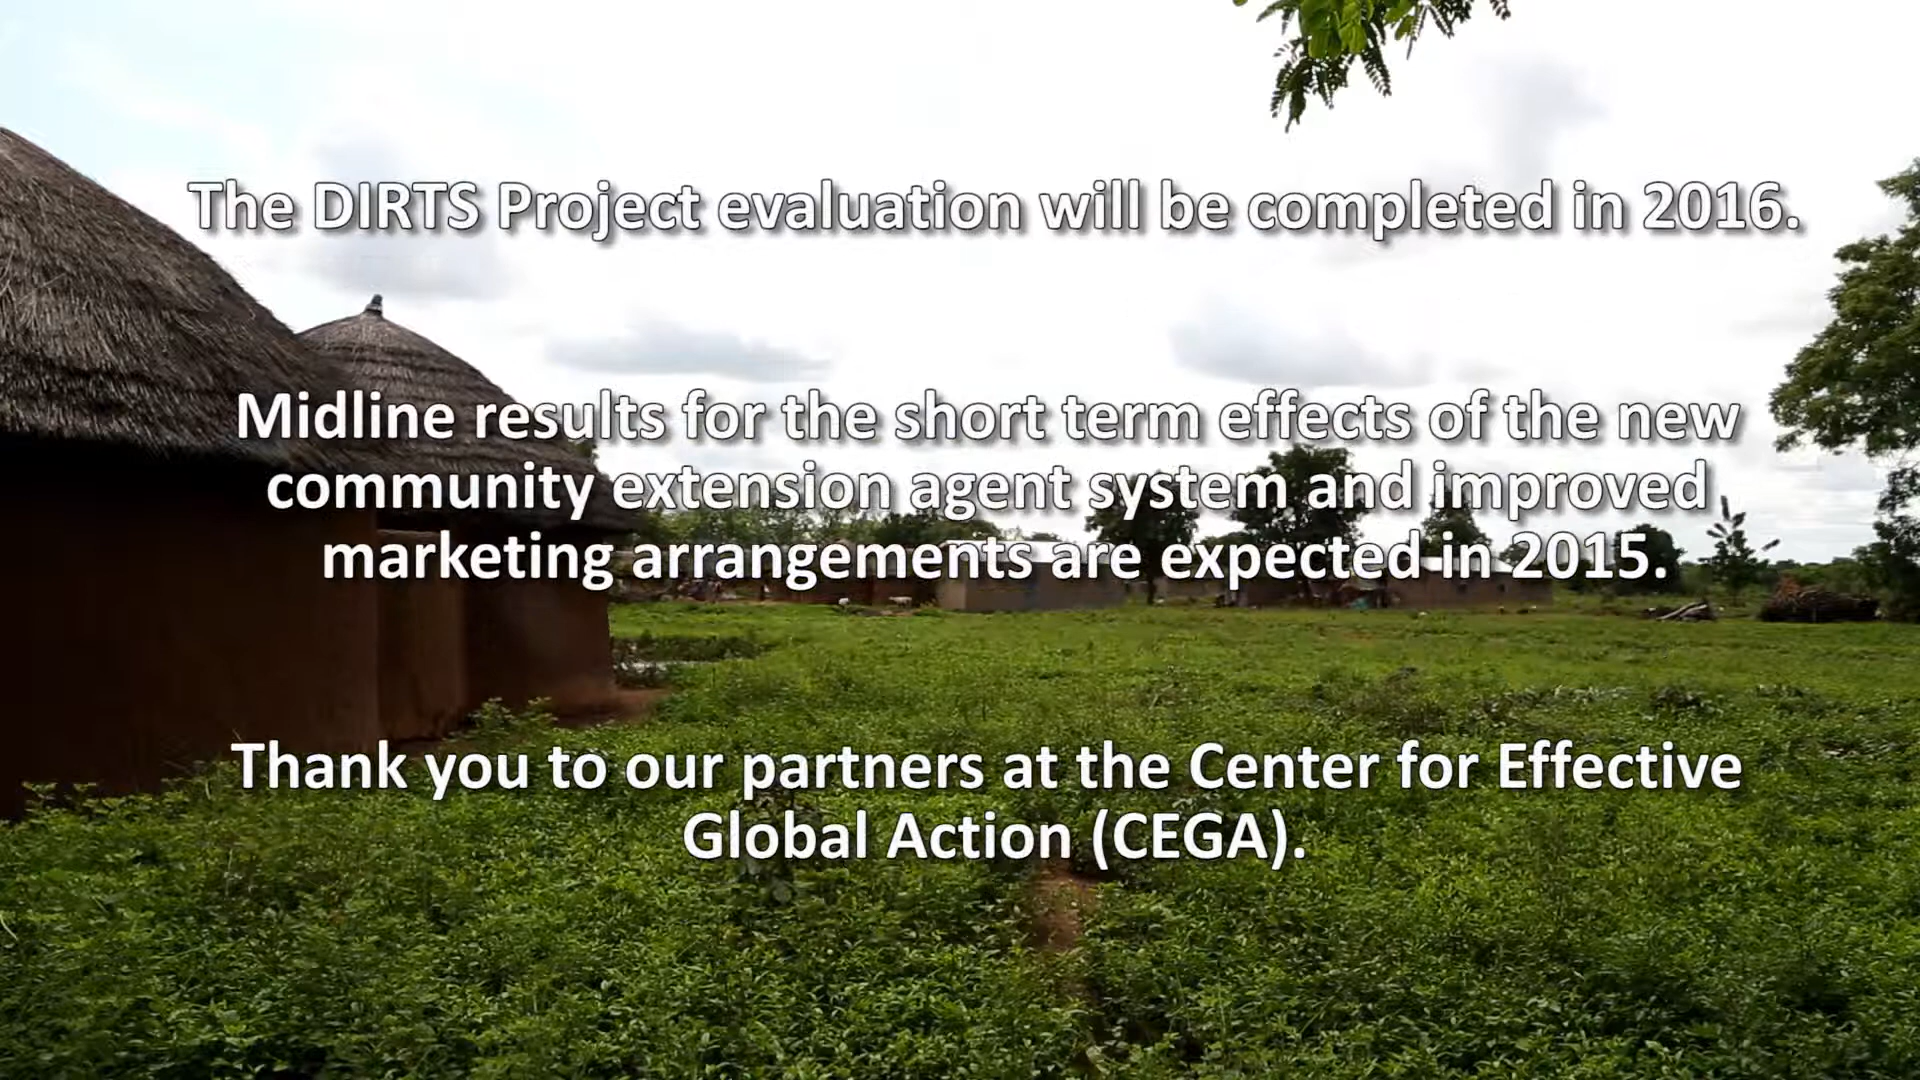 The DIRTS Project evaluation will be completed in 2016.
Midline results for the short term effects of the new
community extension agent system and improved
marketing arrangements are expected in 2015.
Thank you to our partners at the Center for Effective
Global Action (CEGA).